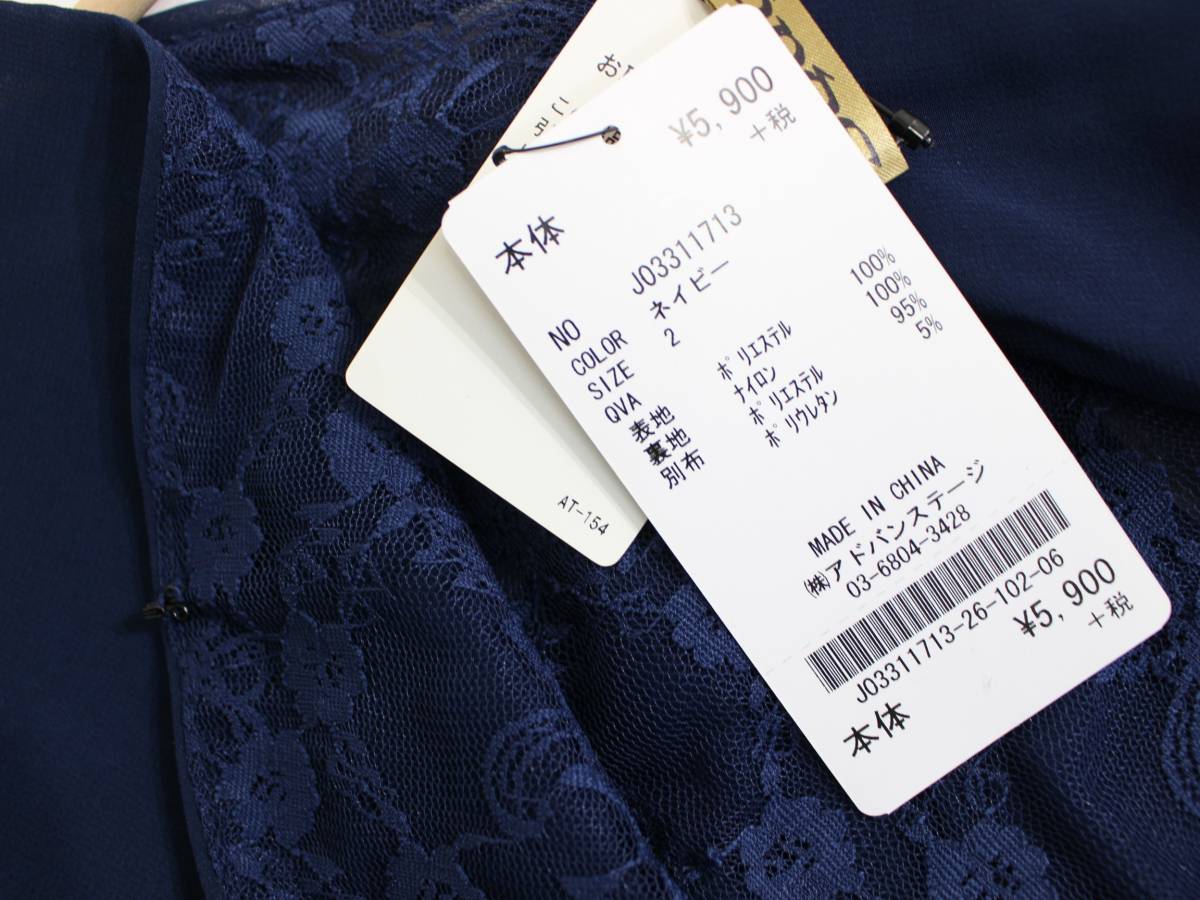 ¥5,900
+税
本体
NO J03311713
COLOR ネイビー
SIZE 2
QVA
表地 ポリエステル 100%
裏地 ナイロン 100%
別布 ポリエステル 95%
ポリウレタン 5%
MADE IN CHINA
㈱アドバンステージ
03-6804-3428
J03311713-26-102-06
¥5,900
+税
本体
AT-154